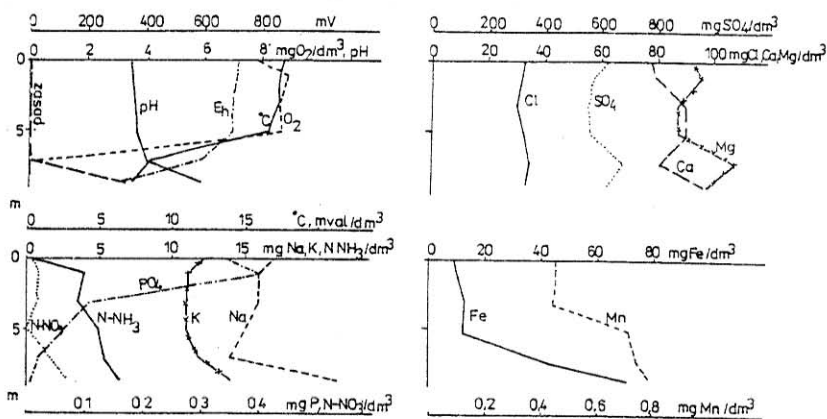 0 200 400 600 800 mV
0 2 4 6 8 mgO2/dm3, pH
0
ppsbz
pH
Eh
°C
O2
5
m
0 5 10 15 °C, mval/dm3
0 5 10 15 mg Na, K, N NH3/dm3
0
PO4
N-NO3
N-NH3
K
Na
5
m
0.1 0.2 0.3 0.4
mg P, N-NO3/dm3
0 200 400 600 800 mg SO4/dm3
0 20 40 60 80 100 mg Cl, Ca, Mg/dm3
Cl
SO4
Mg
Ca
0 20 40 60 80 mg Fe/dm3
Fe
Mn
0 0,2 0,4 0,6 0,8
mg Mn/dm3